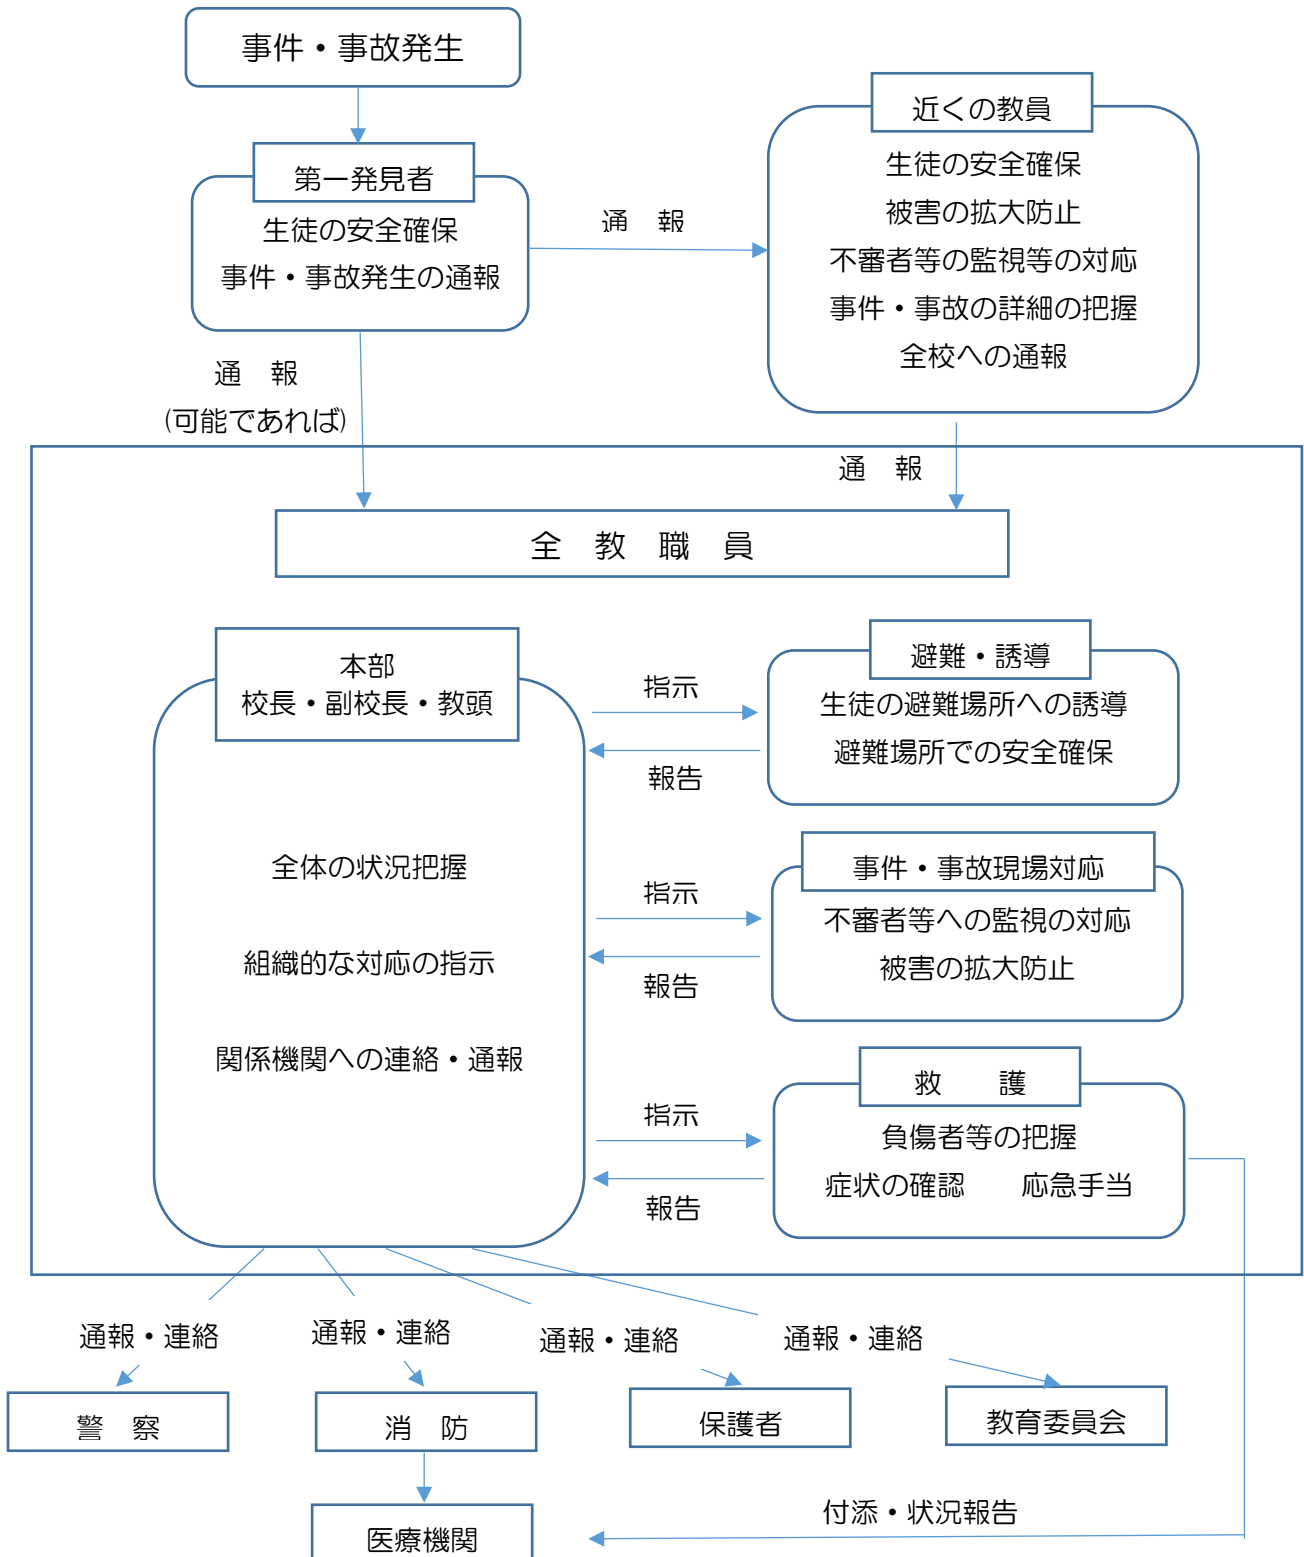 事件・事故発生
第一発見者
生徒の安全確保
事件・事故発生の通報
通　報
近くの教員
生徒の安全確保
被害の拡大防止
不審者等の監視等の対応
事件・事故の詳細の把握
全校への通報
通　報
(可能であれば)
通　報
全　教　職　員
本部
校長・副校長・教頭
全体の状況把握
組織的な対応の指示
関係機関への連絡・通報
指示
報告
避難・誘導
生徒の避難場所への誘導
避難場所での安全確保
指示
報告
事件・事故現場対応
不審者等への監視の対応
被害の拡大防止
指示
報告
救　　護
負傷者等の把握
症状の確認　　応急手当
通報・連絡
通報・連絡
通報・連絡
通報・連絡
警　察
消　防
保護者
教育委員会
付添・状況報告
医療機関